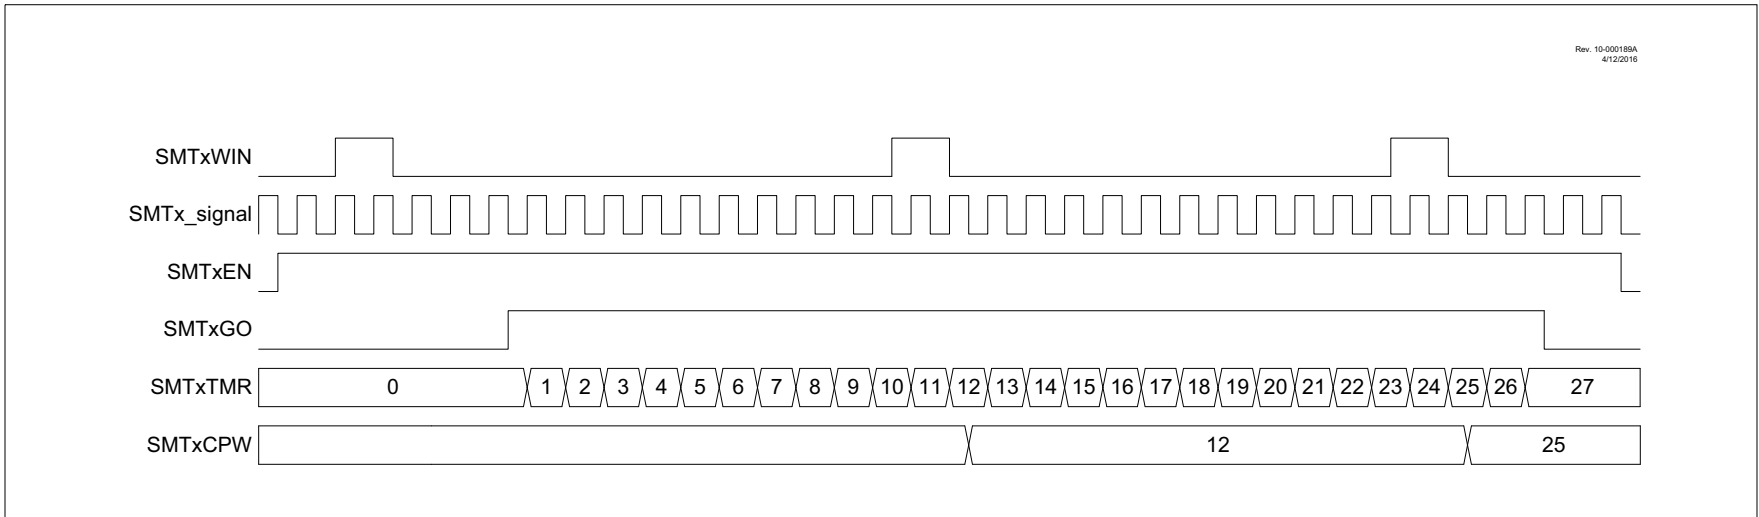 Rev. 10-000189A
4/12/2016
SMTxWIN
SMTx_signal
SMTxEN
SMTxGO
SMTxTMR 0 1 2 3 4 5 6 7 8 9 10 11 12 13 14 15 16 17 18 19 20 21 22 23 24 25 26 27
SMTxCPW 12 25